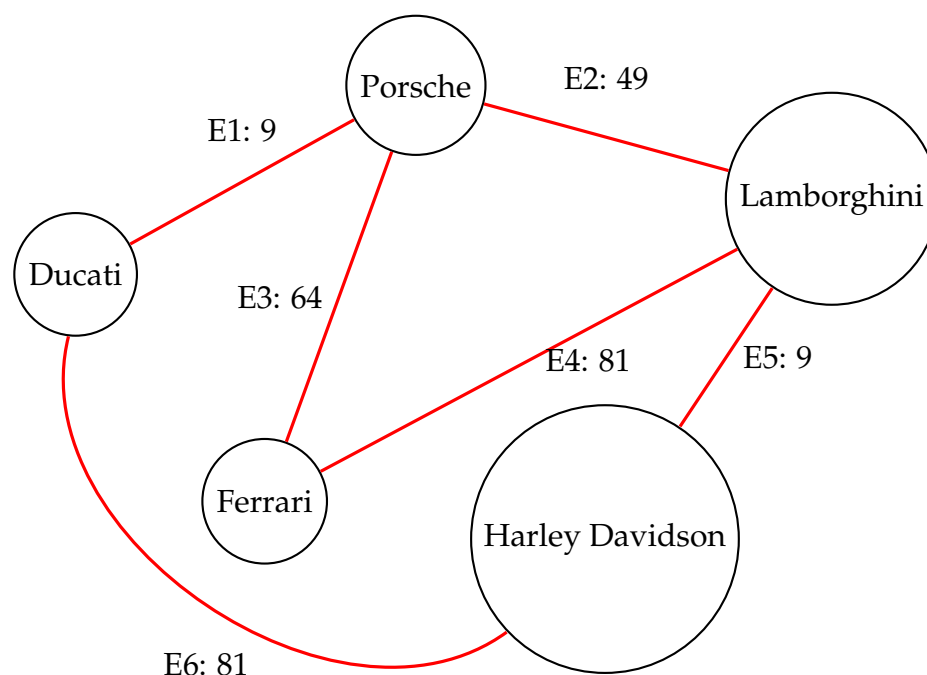 Porsche
E2: 49
E1: 9
Lamborghini
Ducati
E3: 64
E4: 81
E5: 9
Ferrari
Harley Davidson
E6: 81